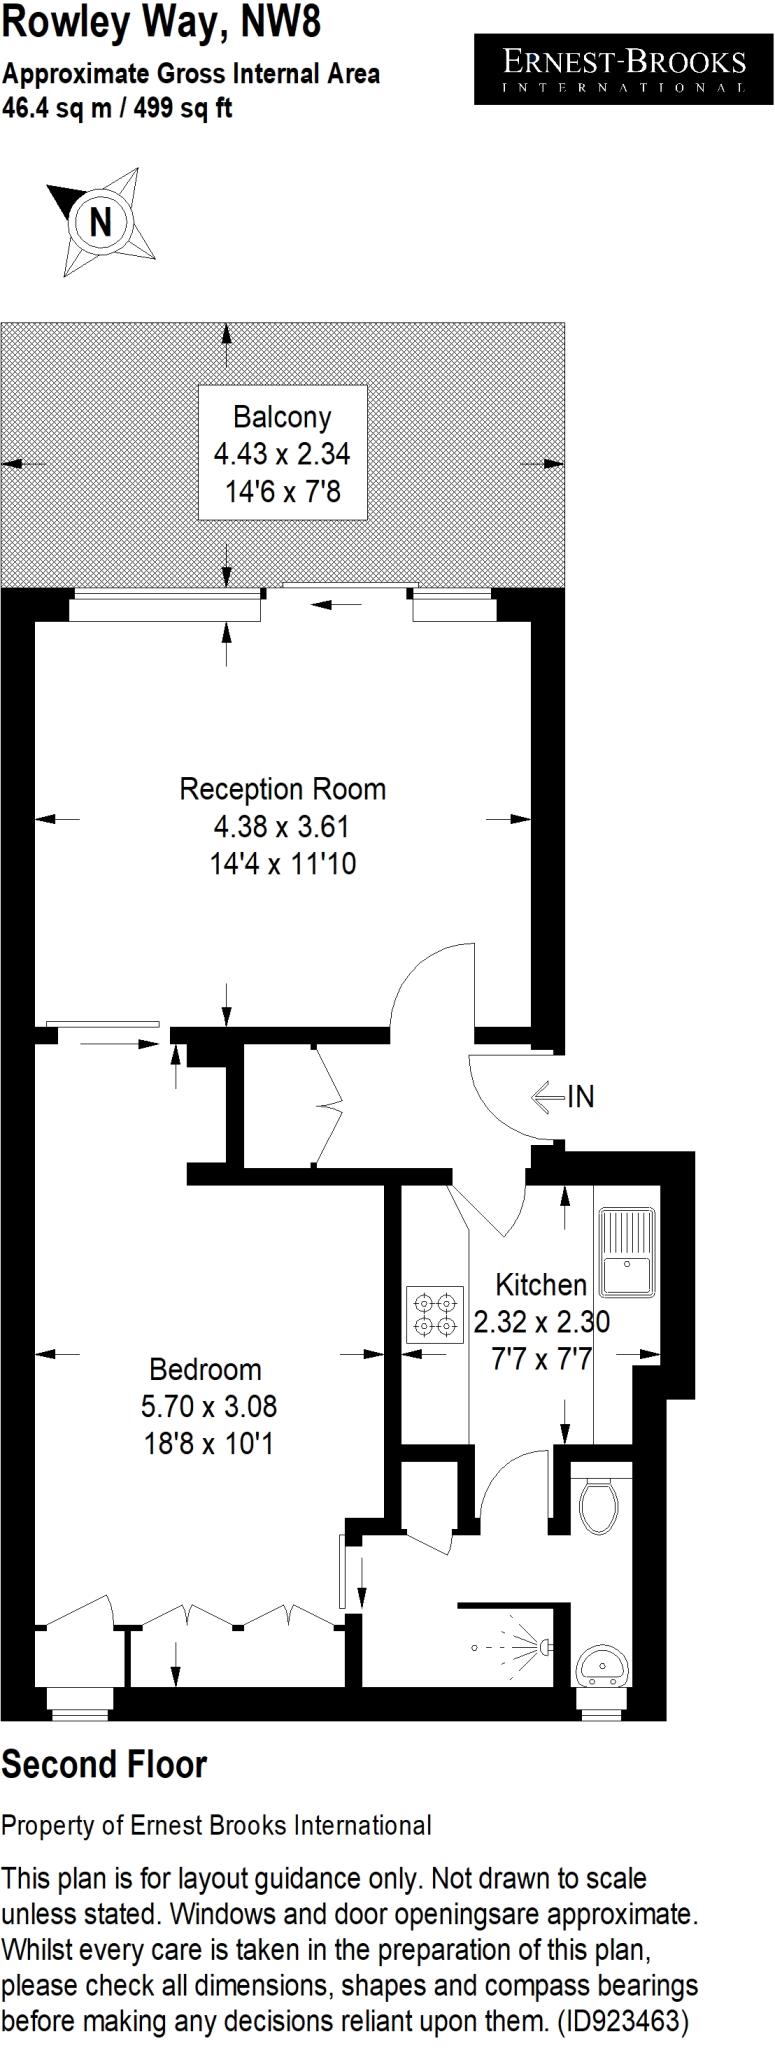 Rowley Way, NW8
Approximate Gross Internal Area
46.4 sq m / 499 sq ft
ERNEST-BROOKS
INTERNATIONAL
N
Balcony
4.43 x 2.34
14'6 x 7'8
Reception Room
4.38 x 3.61
14'4 x 11'10
IN
Kitchen
2.32 x 2.30
7'7 x 7'7
Bedroom
5.70 x 3.08
18'8 x 10'1
Second Floor
Property of Ernest Brooks International
This plan is for layout guidance only. Not drawn to scale
unless stated. Windows and door openingsare approximate.
Whilst every care is taken in the preparation of this plan,
please check all dimensions, shapes and compass bearings
before making any decisions reliant upon them. (ID923463)